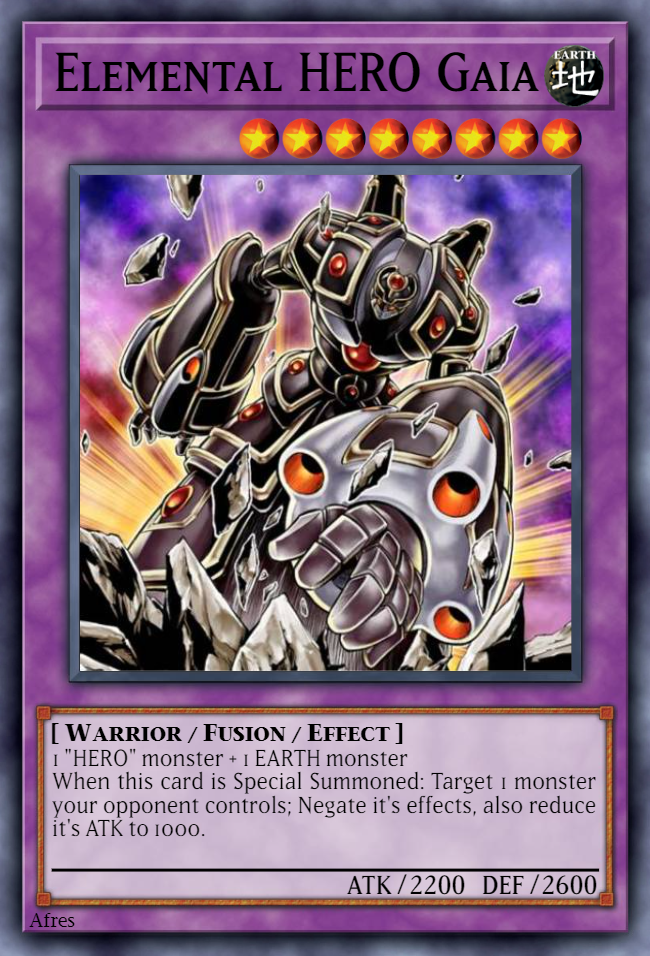 Elemental HERO Gaia
EARTH
地
[ Warrior / Fusion / Effect ]
1 "HERO" monster + 1 EARTH monster
When this card is Special Summoned: Target 1 monster
your opponent controls; Negate it's effects, also reduce
it's ATK to 1000.
ATK / 2200 DEF / 2600
Afres